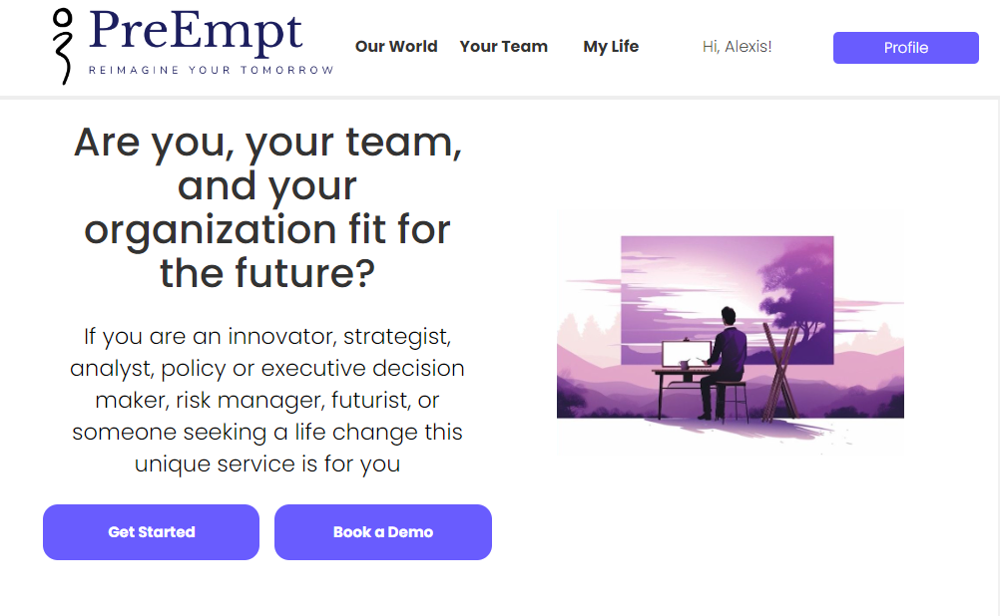 PreEmpt
REIMAGINE YOUR TOMORROW
Our World
Your Team
My Life
Hi, Alexis!
Profile
Are you, your team,
and your
organization fit for
the future?
If you are an innovator, strategist,
analyst, policy or executive decision
maker, risk manager, futurist, or
someone seeking a life change this
unique service is for you
Get Started
Book a Demo